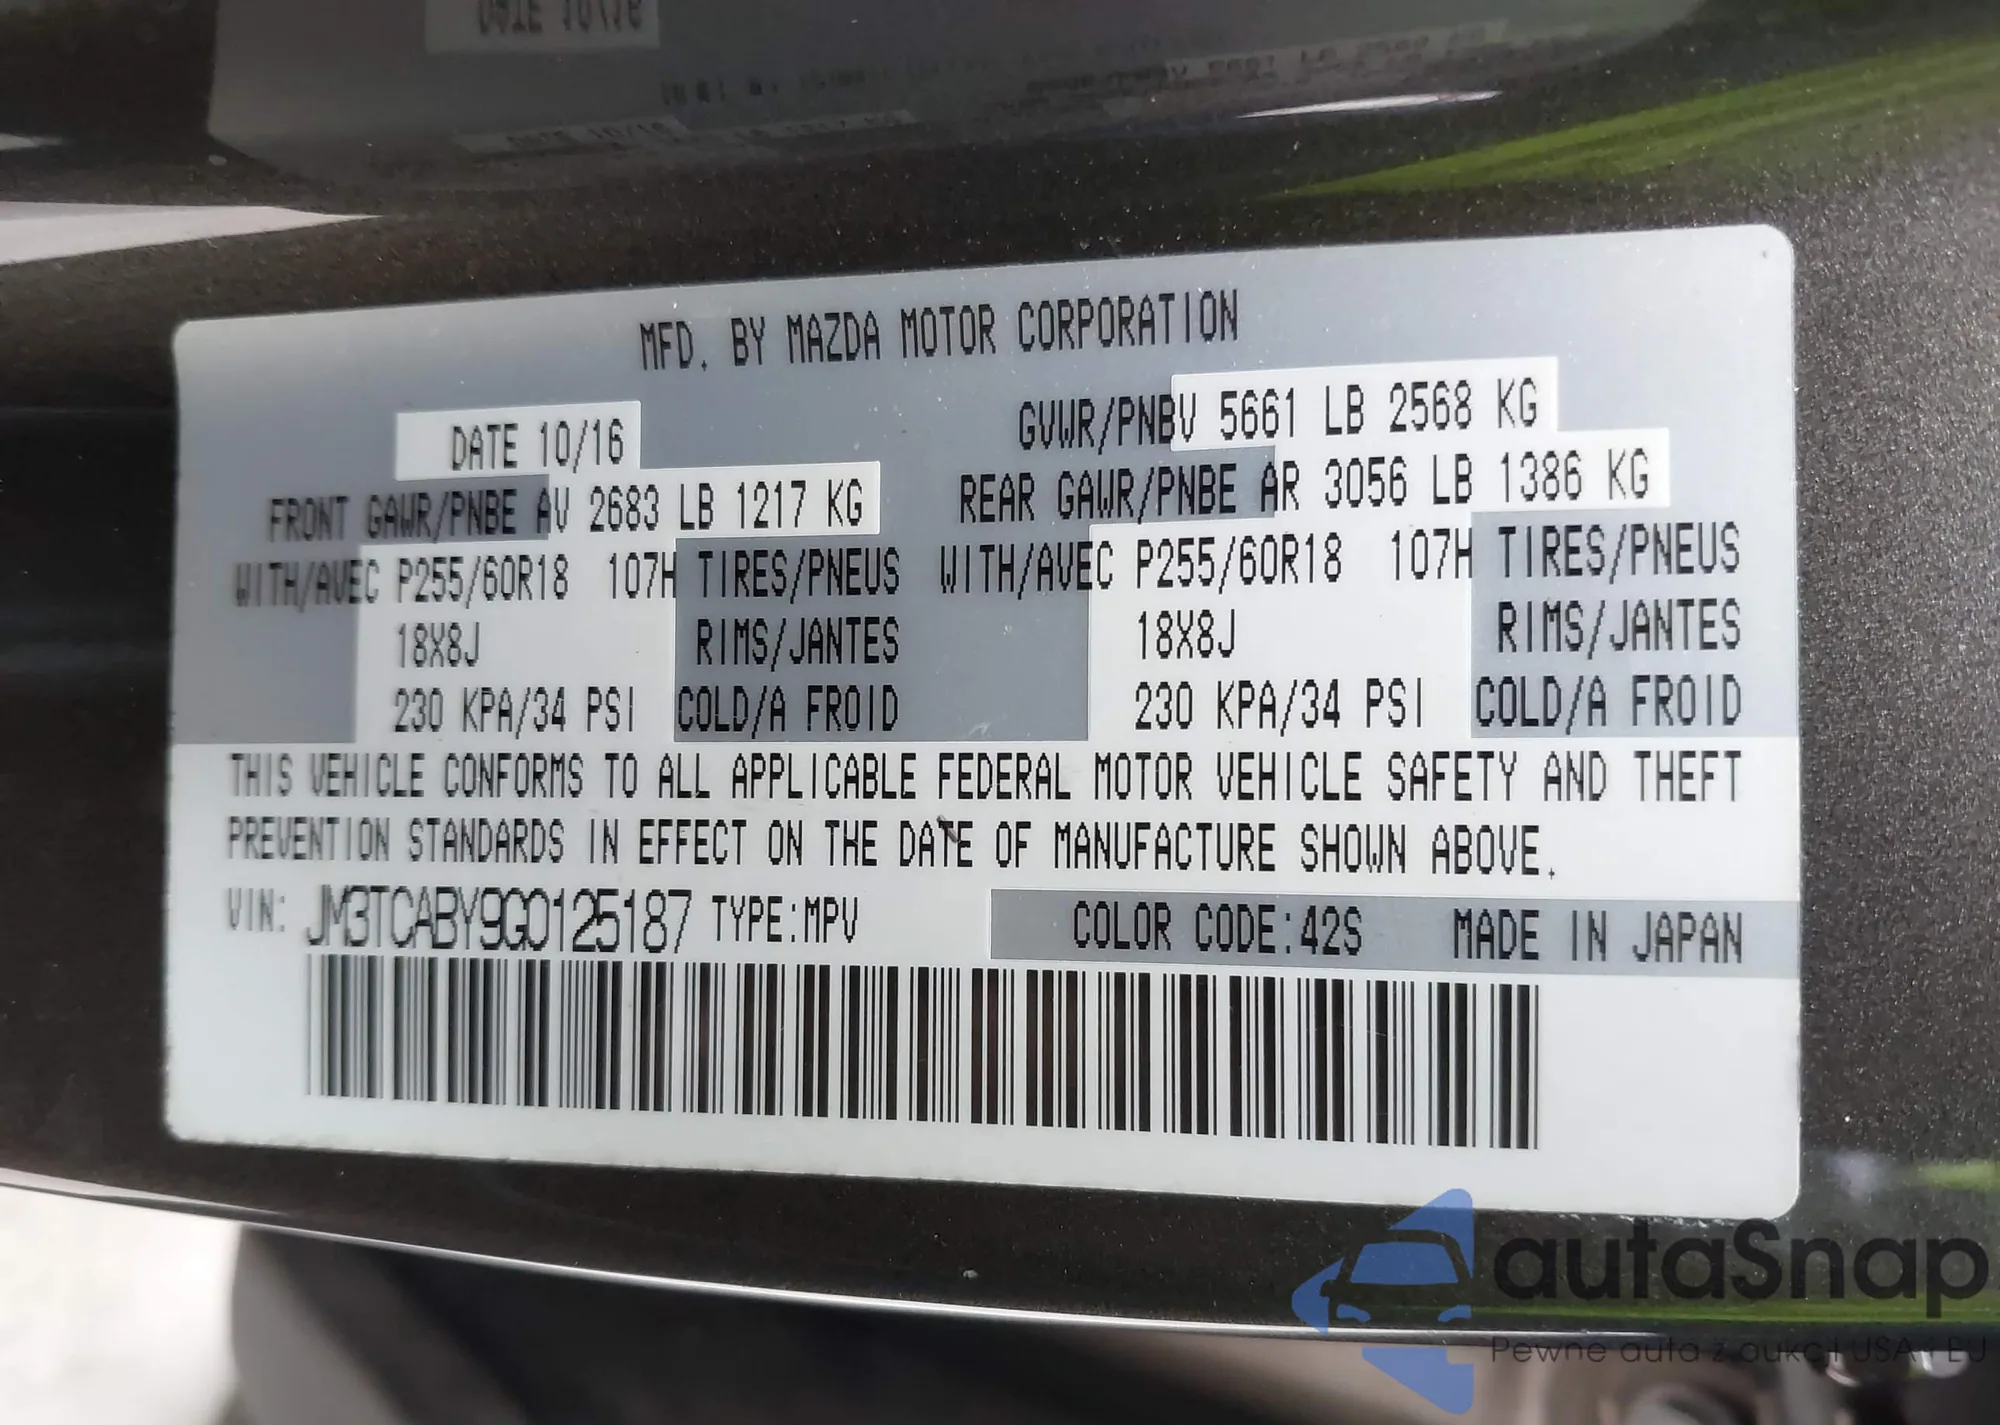 MFD. BY MAZDA MOTOR CORPORATION
DATE 10/16
GVWR/PNBV 5661 LB 2568 KG
FRONT GAWR/PNBE AV 2683 LB 1217 KG
REAR GAWR/PNBE AR 3056 LB 1386 KG
WITH/AVEC P255/60R18 107H TIRES/PNEUS
WITH/AVEC P255/60R18 107H TIRES/PNEUS
18X8J RIMS/JANTES
18X8J RIMS/JANTES
230 KPA/34 PSI COLD/A FROID
230 KPA/34 PSI COLD/A FROID
THIS VEHICLE CONFORMS TO ALL APPLICABLE FEDERAL MOTOR VEHICLE SAFETY AND THEFT
PREVENTION STANDARDS IN EFFECT ON THE DATE OF MANUFACTURE SHOWN ABOVE.
VIN: JM3TCABY9G0125187 TYPE:MPV COLOR CODE:42S MADE IN JAPAN
autaSnap
Pewne auta z aukcji USA i EU